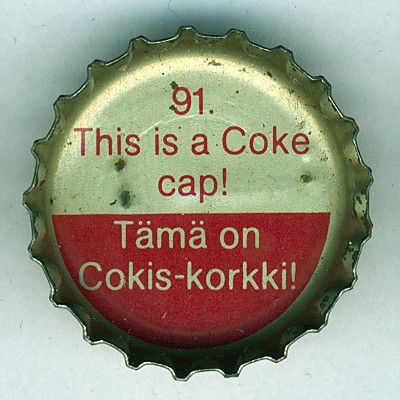 91.
This is a Coke
cap!
Tämä on
Cokis-korkki!